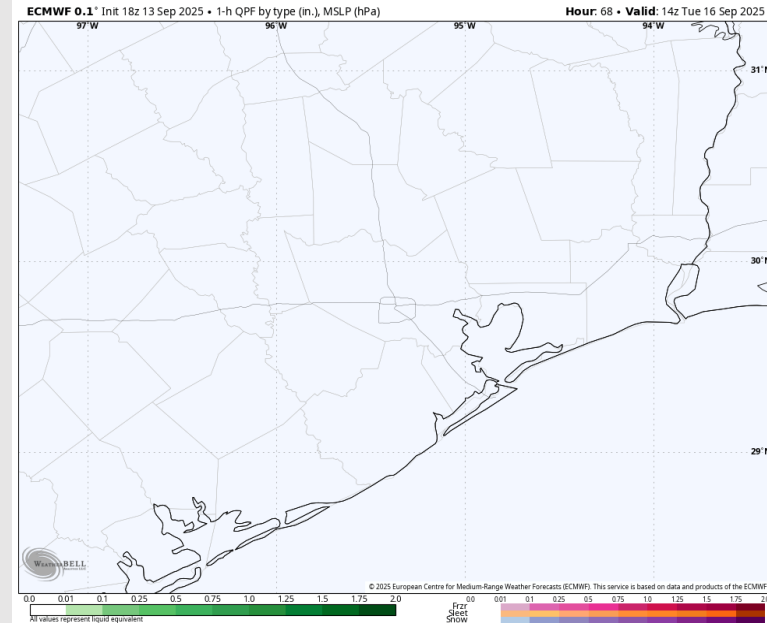 ECMWF 0.1° Init 18z 13 Sep 2025 • 1-h QPF by type (in.), MSLP (hPa) Hour: 68 • Valid: 14z Tue 16 Sep 2025
97°W 96°W 95°W 94°W
31°N
30°N
29°N
WEATHERBELL
© 2025 European Centre for Medium-Range Weather Forecasts (ECMWF). This service is based on data and products of the ECMWF
0.0 0.01 0.1 0.25 0.5 0.75 1.0 1.25 1.5 1.75 2.0
0.0 0.01 0.1 0.25 0.5 0.75 1.0 1.25 1.5 1.75 2.0
Frzr
Sleet
Snow
All values represent liquid equivalent